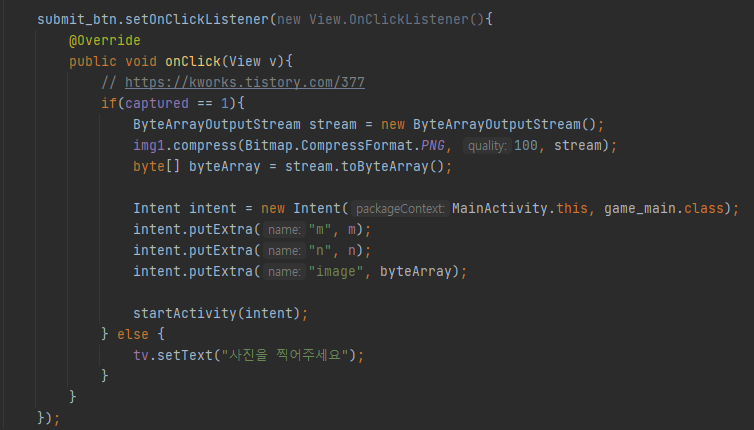 submit_btn.setOnClickListener(new View.OnClickListener(){
@Override
public void onClick(View v){
// https://kworks.tistory.com/377
if(captured == 1){
ByteArrayOutputStream stream = new ByteArrayOutputStream();
img1.compress(Bitmap.CompressFormat.PNG, quality: 100, stream);
byte[] byteArray = stream.toByteArray();
Intent intent = new Intent( packageContext: MainActivity.this, game_main.class);
intent.putExtra( name: "m", m);
intent.putExtra( name: "n", n);
intent.putExtra( name: "image", byteArray);
startActivity(intent);
} else {
tv.setText("사진을 찍어주세요");
}
}
});